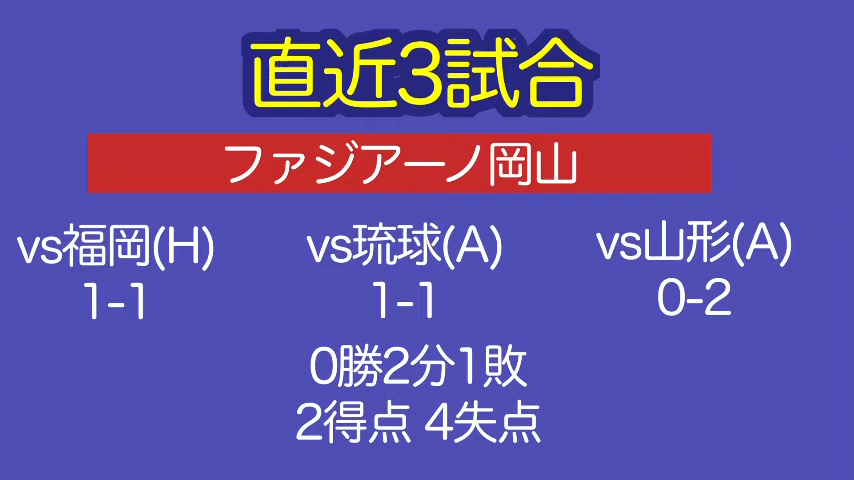 直近3試合
ファジアーノ岡山
vs福岡(H) vs琉球(A) vs山形(A)
1-1 1-1 0-2
0勝2分1敗
2得点 4失点